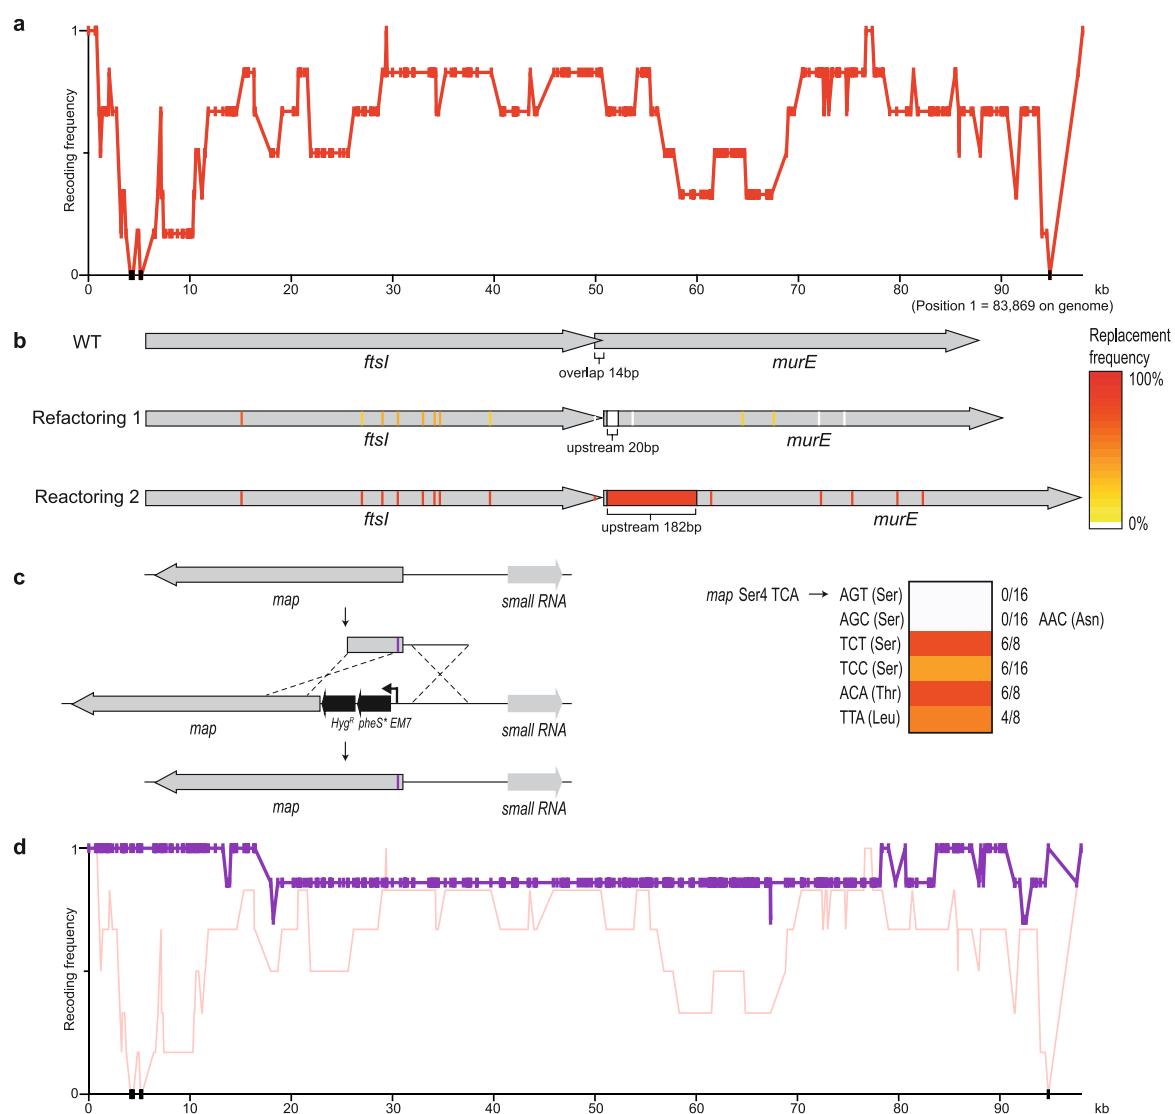 a
1
Recoding frequency
0
0 10 20 30 40 50 60 70 80 90 kb
(Position 1 = 83,869 on genome)
b
WT
ftsI
murE
overlap 14bp
Replacement
frequency
100%
0%
Refactoring 1
ftsI
murE
upstream 20bp
Reactoring 2
ftsI
murE
upstream 182bp
c
map
small RNA
map
Hygᴿ pheS* EM7
small RNA
map
small RNA
map Ser4 TCA → AGT (Ser) 0/16
AGC (Ser) 0/16 AAC (Asn)
TCT (Ser) 6/8
TCC (Ser) 6/16
ACA (Thr) 6/8
TTA (Leu) 4/8
d
1
Recoding frequency
0
0 10 20 30 40 50 60 70 80 90 kb